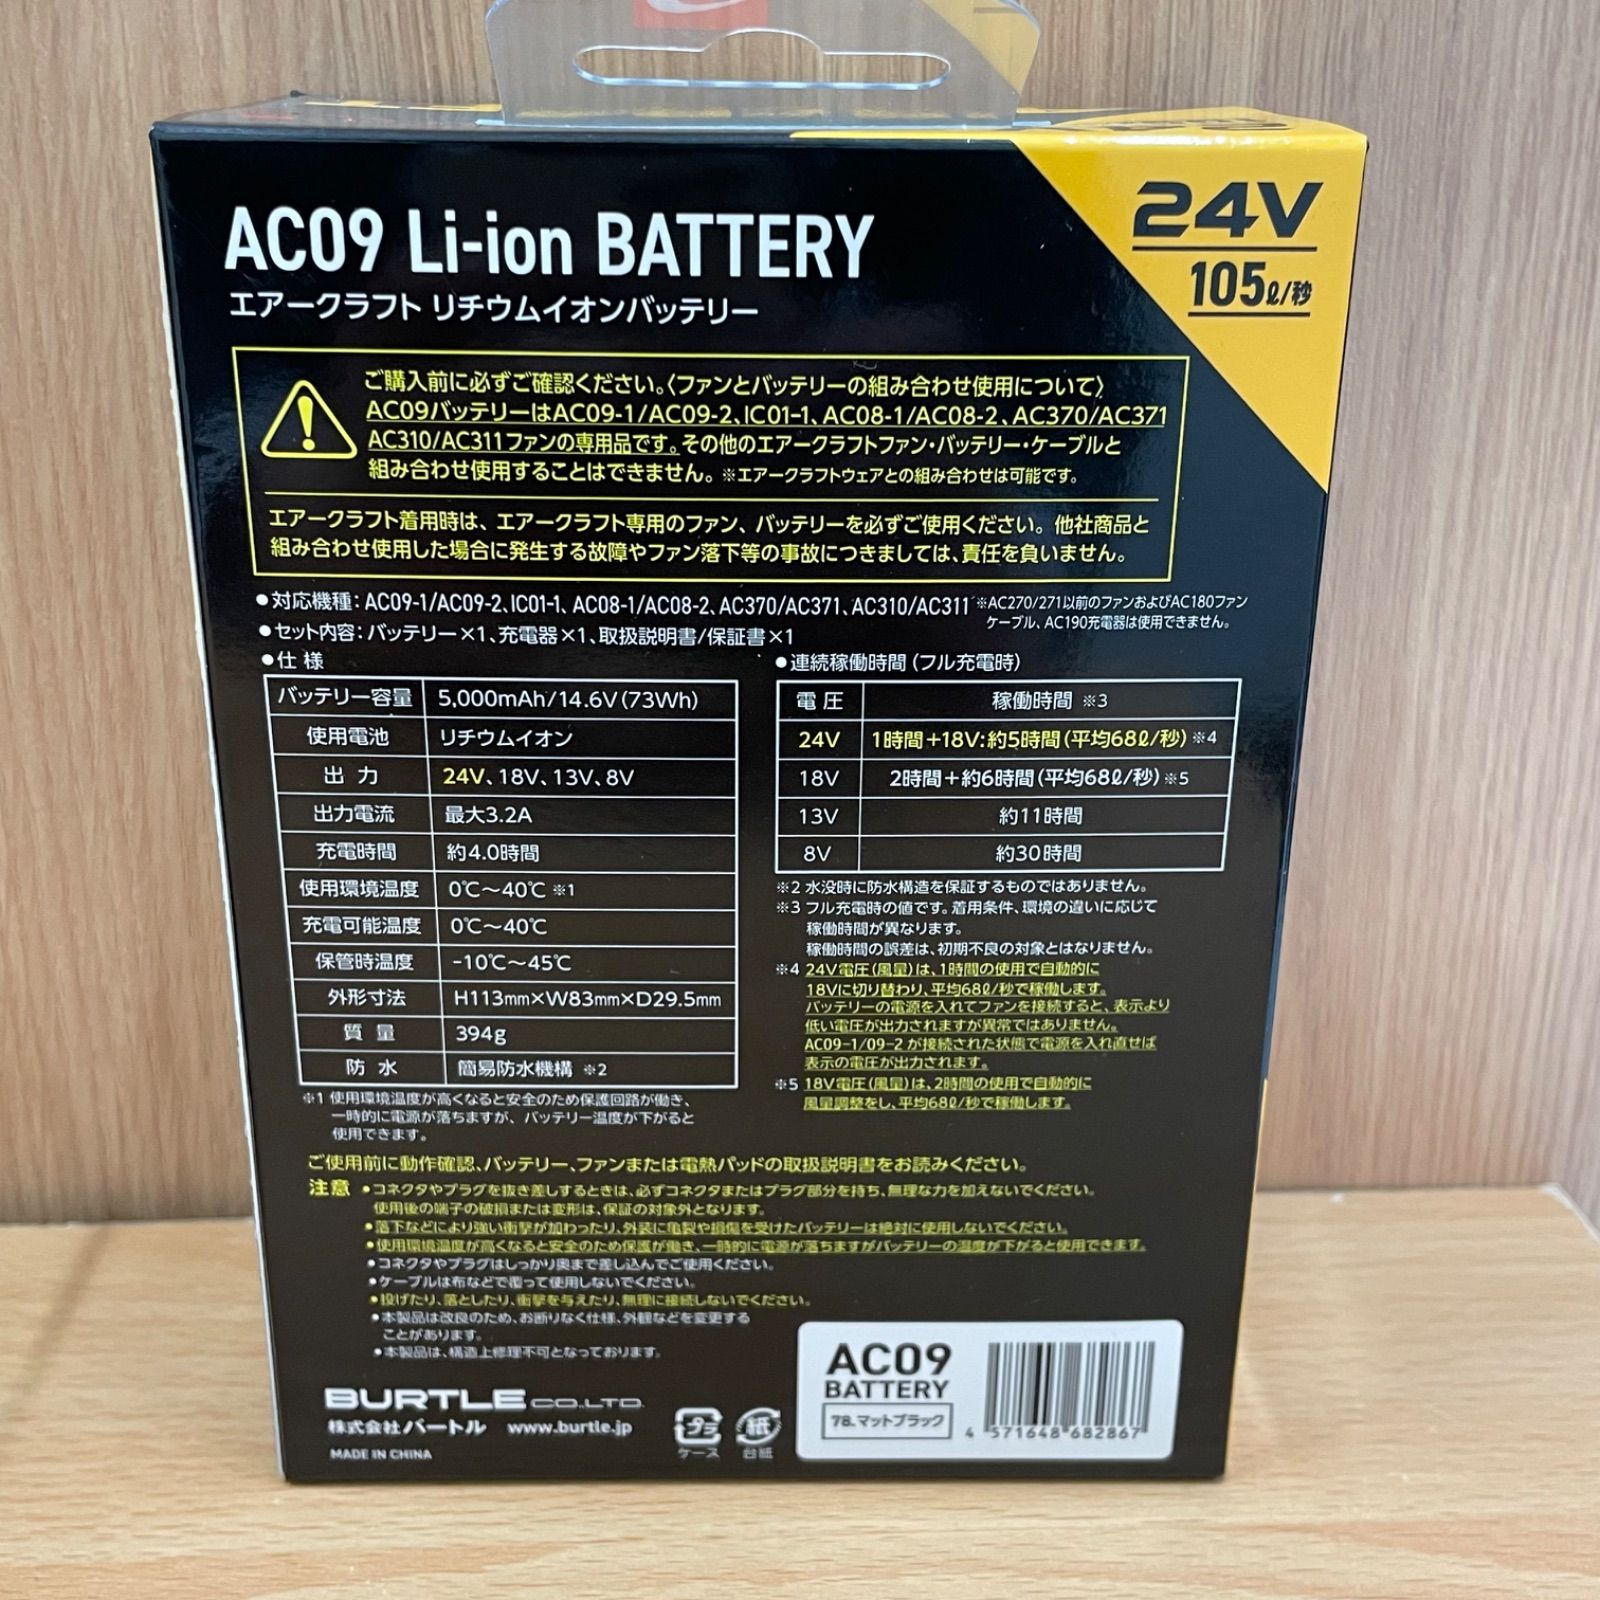 24V
105ℓ/秒
AC09 Li-ion BATTERY
エアークラフト リチウムイオンバッテリー
ご購入前に必ずご確認ください。〈ファンとバッテリーの組み合わせ使用について〉
AC09バッテリーはAC09-1/AC09-2、IC01-1、AC08-1/AC08-2、AC370/AC371
AC310/AC311ファンの専用品です。その他のエアークラフトファン・バッテリー・ケーブルと
組み合わせ使用することはできません。※エアークラフトウェアとの組み合わせは可能です。
エアークラフト着用時は、エアークラフト専用のファン、バッテリーを必ずご使用ください。他社商品と
組み合わせ使用した場合に発生する故障やファン落下等の事故につきましては、責任を負いません。
●対応機種：AC09-1/AC09-2、IC01-1、AC08-1/AC08-2、AC370/AC371、AC310/AC311 ※AC270/271以前のファンおよびAC180ファン
ケーブル、AC190充電器は使用できません。
●セット内容：バッテリー×1、充電器×1、取扱説明書/保証書×1
●仕様
バッテリー容量 5,000mAh/14.6V(73Wh)
使用電池 リチウムイオン
出力 24V、18V、13V、8V
出力電流 最大3.2A
充電時間 約4.0時間
使用環境温度 0℃～40℃ ※1
充電可能温度 0℃～40℃
保管時温度 -10℃～45℃
外形寸法 H113mm×W83mm×D29.5mm
質量 394g
防水 簡易防水機構 ※2
※1 使用環境温度が高くなると安全のため保護回路が働き、
一時的に電源が落ちますが、バッテリー温度が下がると
使用できます。
●連続稼働時間（フル充電時）
電圧 稼働時間 ※3
24V 1時間+18V:約5時間(平均68ℓ/秒) ※4
18V 2時間+約6時間(平均68ℓ/秒) ※5
13V 約11時間
8V 約30時間
※2 水没時に防水構造を保証するものではありません。
※3 フル充電時の値です。着用条件、環境の違いに応じて
稼働時間が異なります。
稼働時間の誤差は、初期不良の対象とはなりません。
※4 24V電圧(風量)は、1時間の使用で自動的に
18Vに切り替わり、平均68ℓ/秒で稼働します。
バッテリーの電源を入れてファンを接続すると、表示より
低い電圧が出力されますが異常ではありません。
AC09-1/09-2 が接続された状態で電源を入れ直せば
表示の電圧が出力されます。
※5 18V電圧(風量)は、2時間の使用で自動的に
風量調整をし、平均68ℓ/秒で稼働します。
ご使用前に動作確認、バッテリー、ファンまたは電熱パッドの取扱説明書をお読みください。
注意 ●コネクタやプラグを抜き差しするときは、必ずコネクタまたはプラグ部分を持ち、無理な力を加えないでください。
使用後の端子の破損または変形は、保証の対象外となります。
●落下などにより強い衝撃が加わったり、外装に亀裂や損傷を受けたバッテリーは絶対に使用しないでください。
●使用環境温度が高くなると安全のため保護が働き、一時的に電源が落ちますがバッテリーの温度が下がると使用できます。
●コネクタやプラグはしっかり奥まで差し込んでご使用ください。
●ケーブルは布などで覆って使用しないでください。
●投げたり、落としたり、衝撃を与えたり、無理に接続しないでください。
●本製品は改良のため、お断りなく仕様、外観などを変更する
ことがあります。
●本製品は、構造上修理不可となっております。
BURTLE CO.,LTD.
株式会社バートル www.burtle.jp
MADE IN CHINA
プラ
ケース
紙
台紙
AC09
BATTERY
78.マットブラック
4 571648 682867